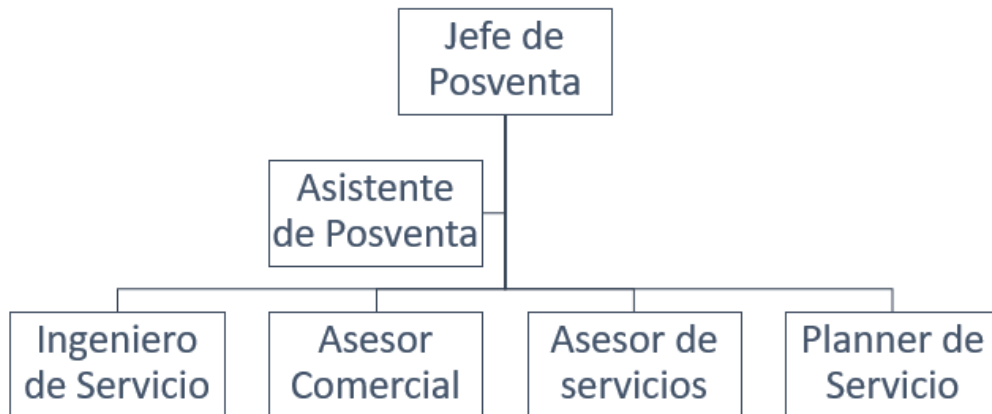 Jefe de
Posventa
Asistente
de Posventa
Ingeniero
de Servicio
Asesor
Comercial
Asesor de
servicios
Planner de
Servicio